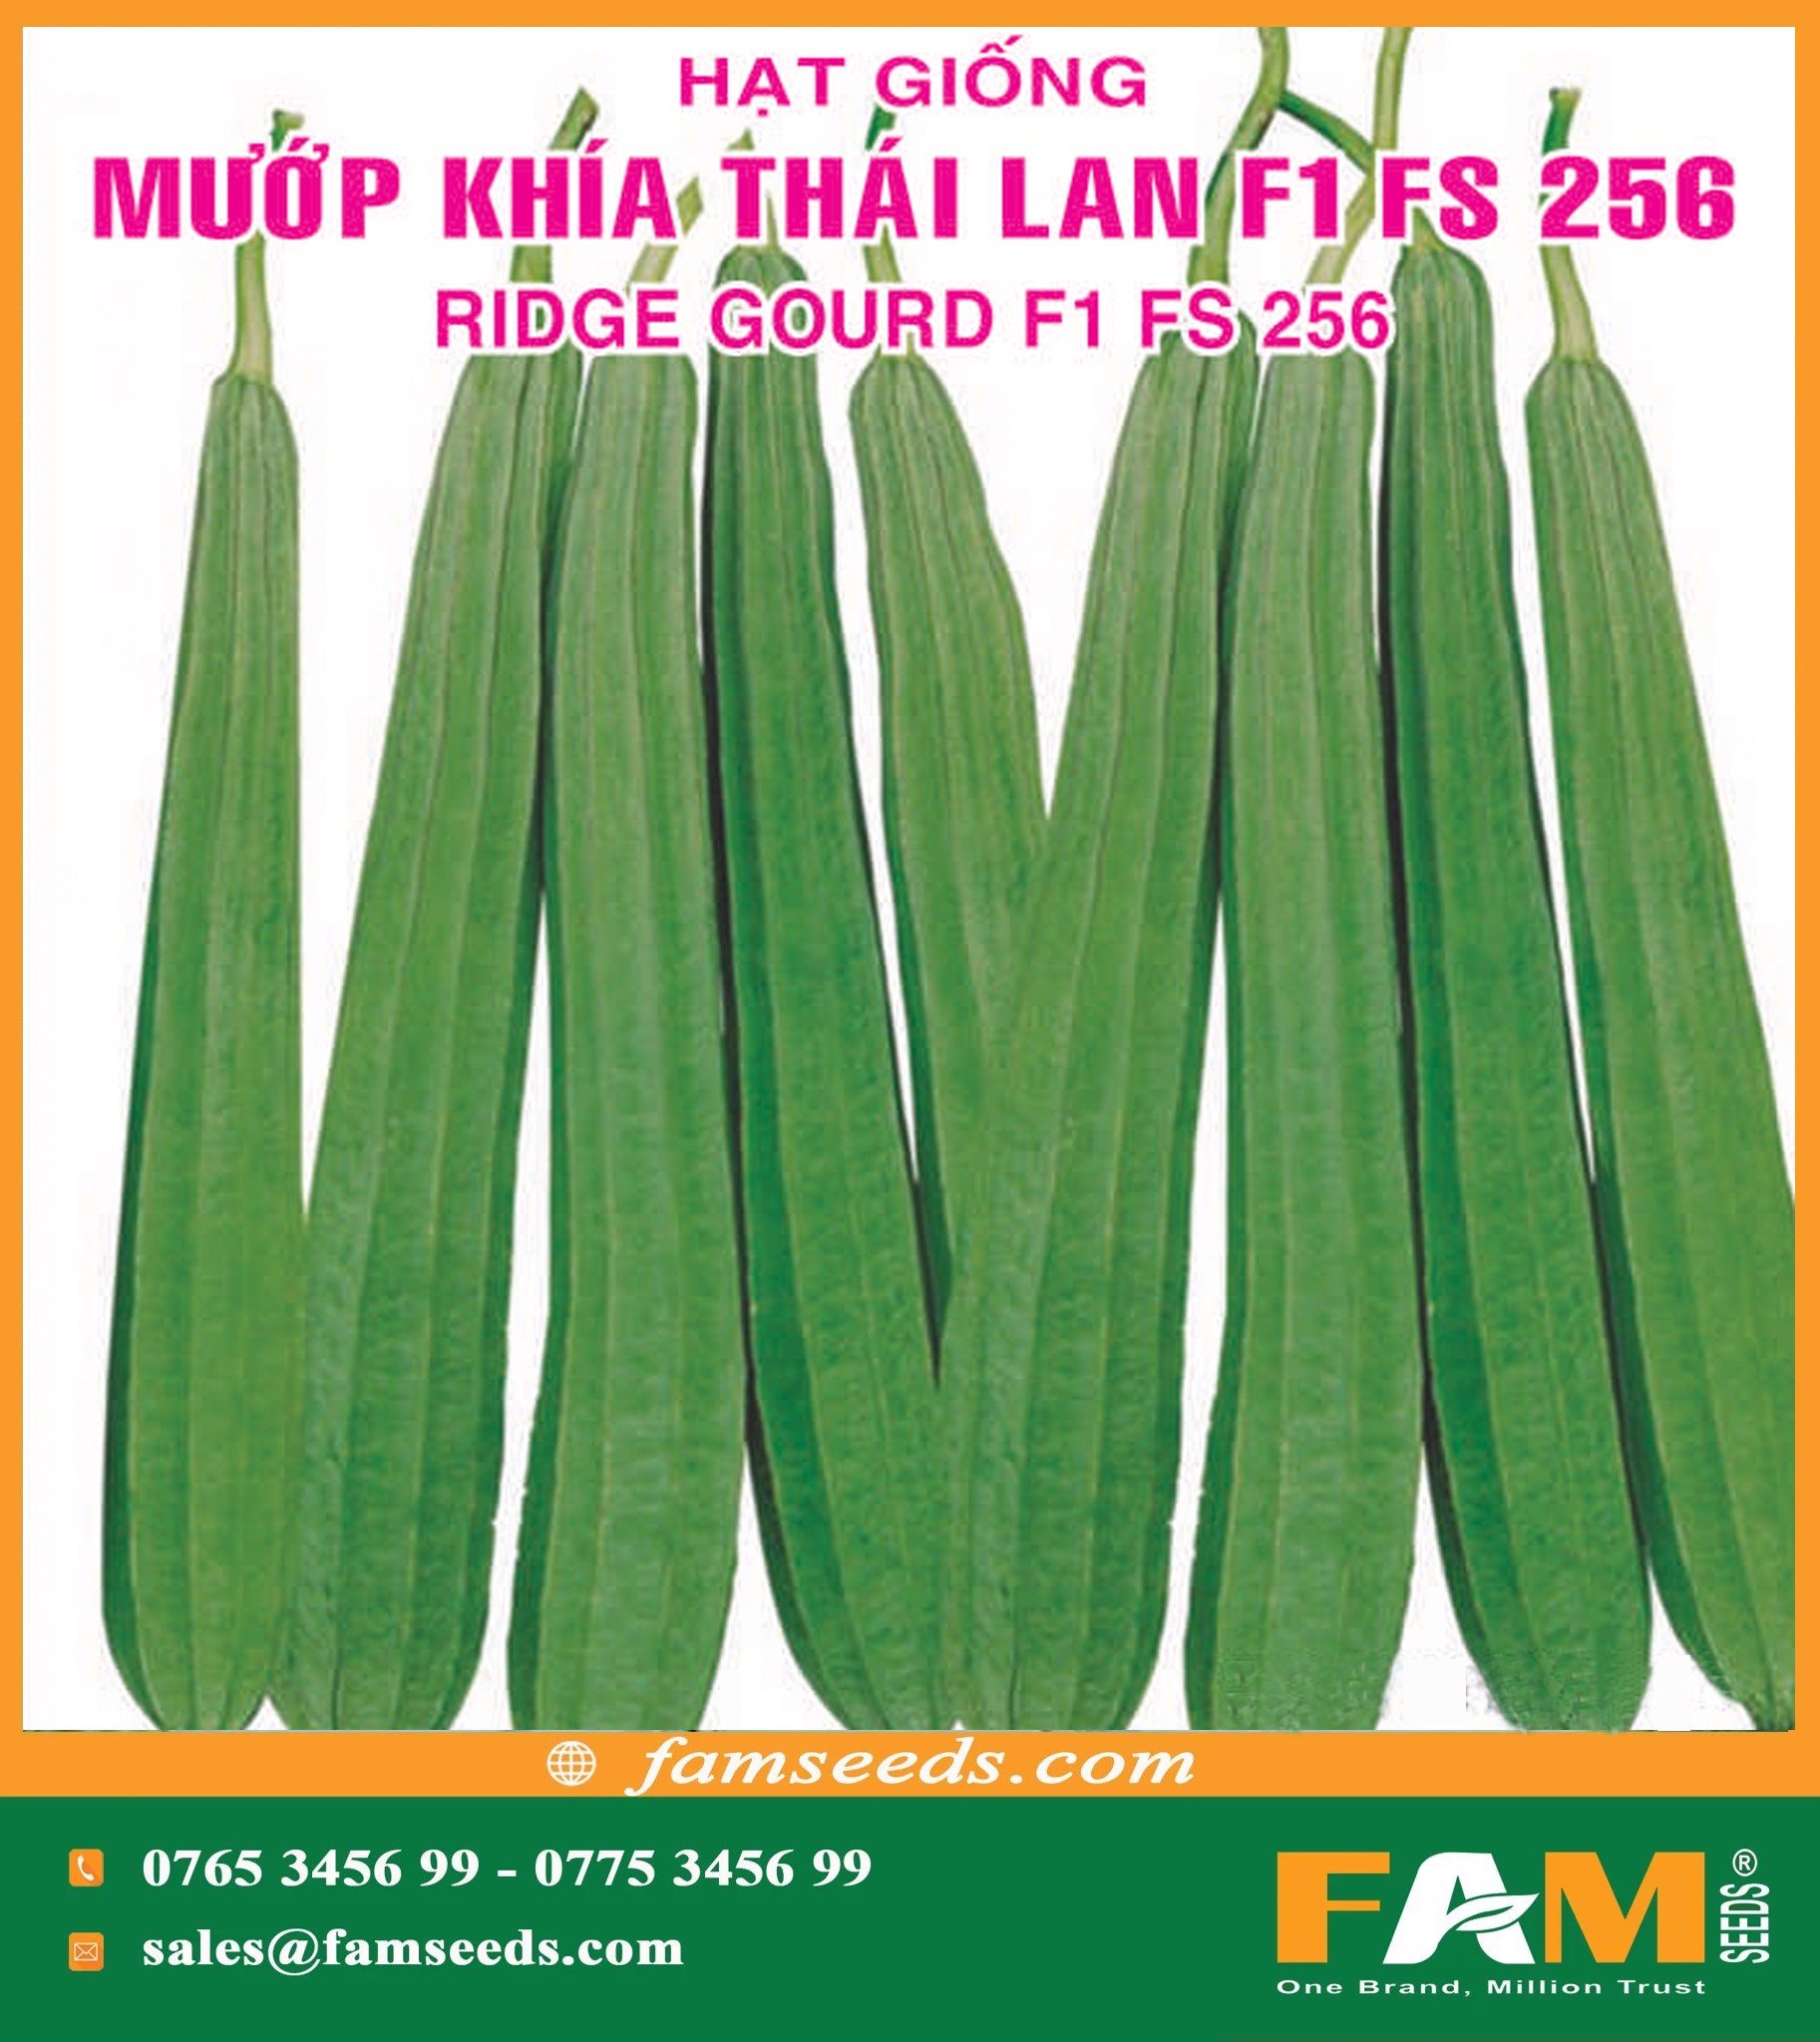 HẠT GIỐNG
MƯỚP KHÍA THÁI LAN F1 FS 256
RIDGE GOURD F1 FS 256
famseeds.com
0765 3456 99 - 0775 3456 99
sales@famseeds.com
FAM
SEEDS®
One Brand, Million Trust